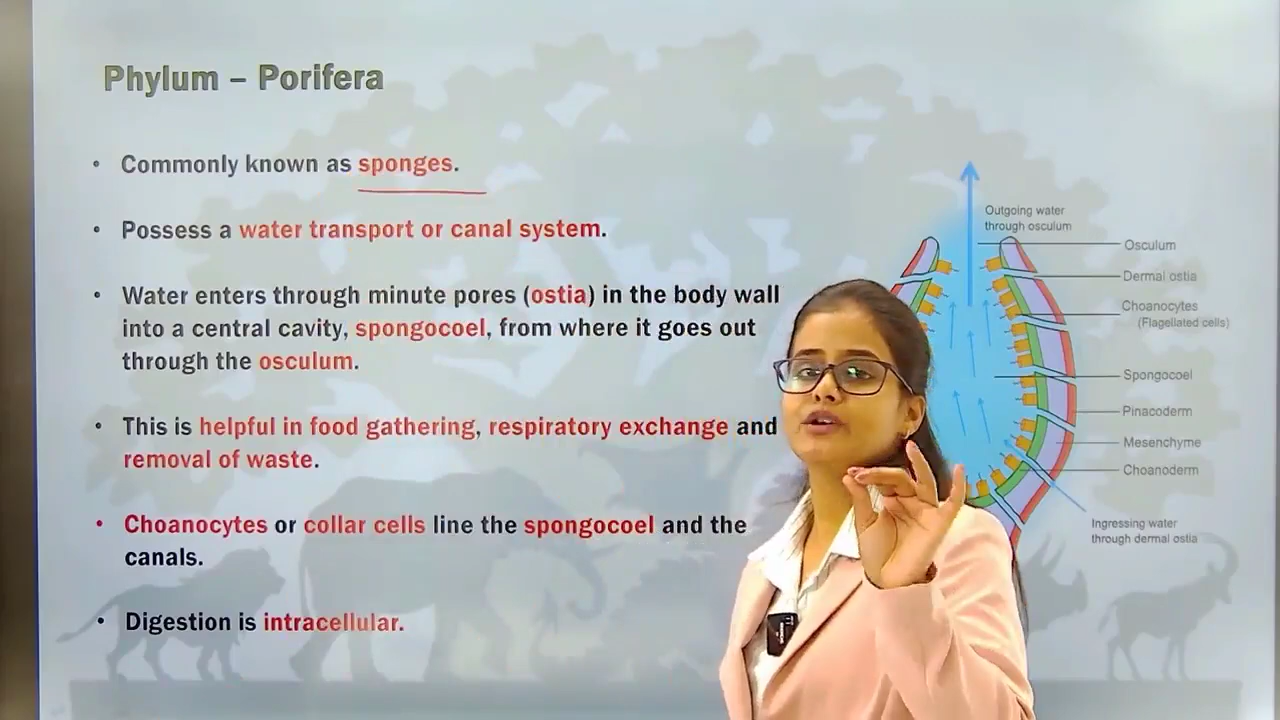 Phylum – Porifera
• Commonly known as sponges.
• Possess a water transport or canal system.
• Water enters through minute pores (ostia) in the body wall
into a central cavity, spongocoel, from where it goes out
through the osculum.
• This is helpful in food gathering, respiratory exchange and
removal of waste.
• Choanocytes or collar cells line the spongocoel and the
canals.
• Digestion is intracellular.
Outgoing water
through osculum
Osculum
Dermal ostia
Choanocytes
(Flagellated cells)
Spongocoel
Pinacoderm
Mesenchyme
Choanoderm
Ingressing water
through dermal ostia